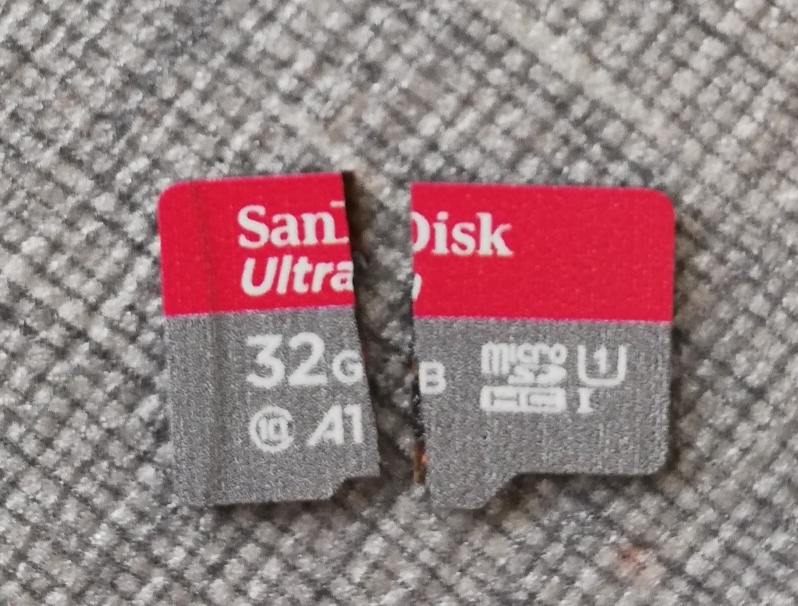 SanDisk
Ultra
32GB
micro SD HC I U1
10 A1